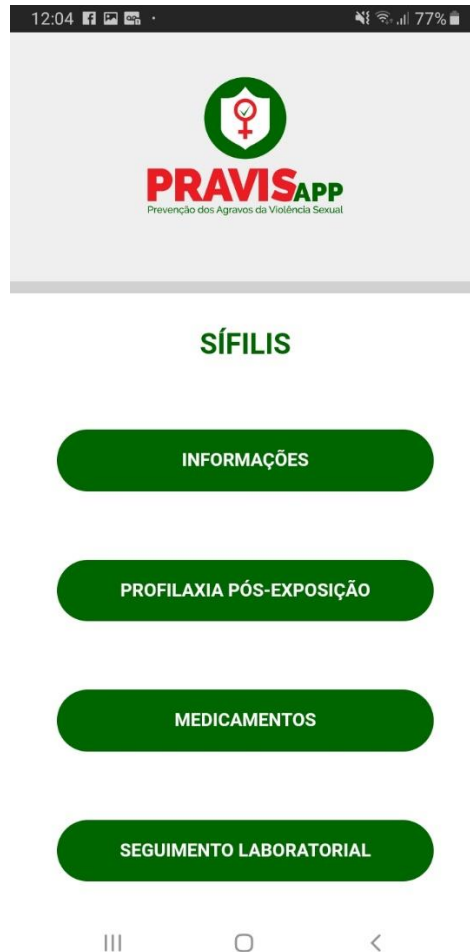 12:04
77%
PRAVISAPP
Prevenção dos Agravos da Violência Sexual
SÍFILIS
INFORMAÇÕES
PROFILAXIA PÓS-EXPOSIÇÃO
MEDICAMENTOS
SEGUIMENTO LABORATORIAL